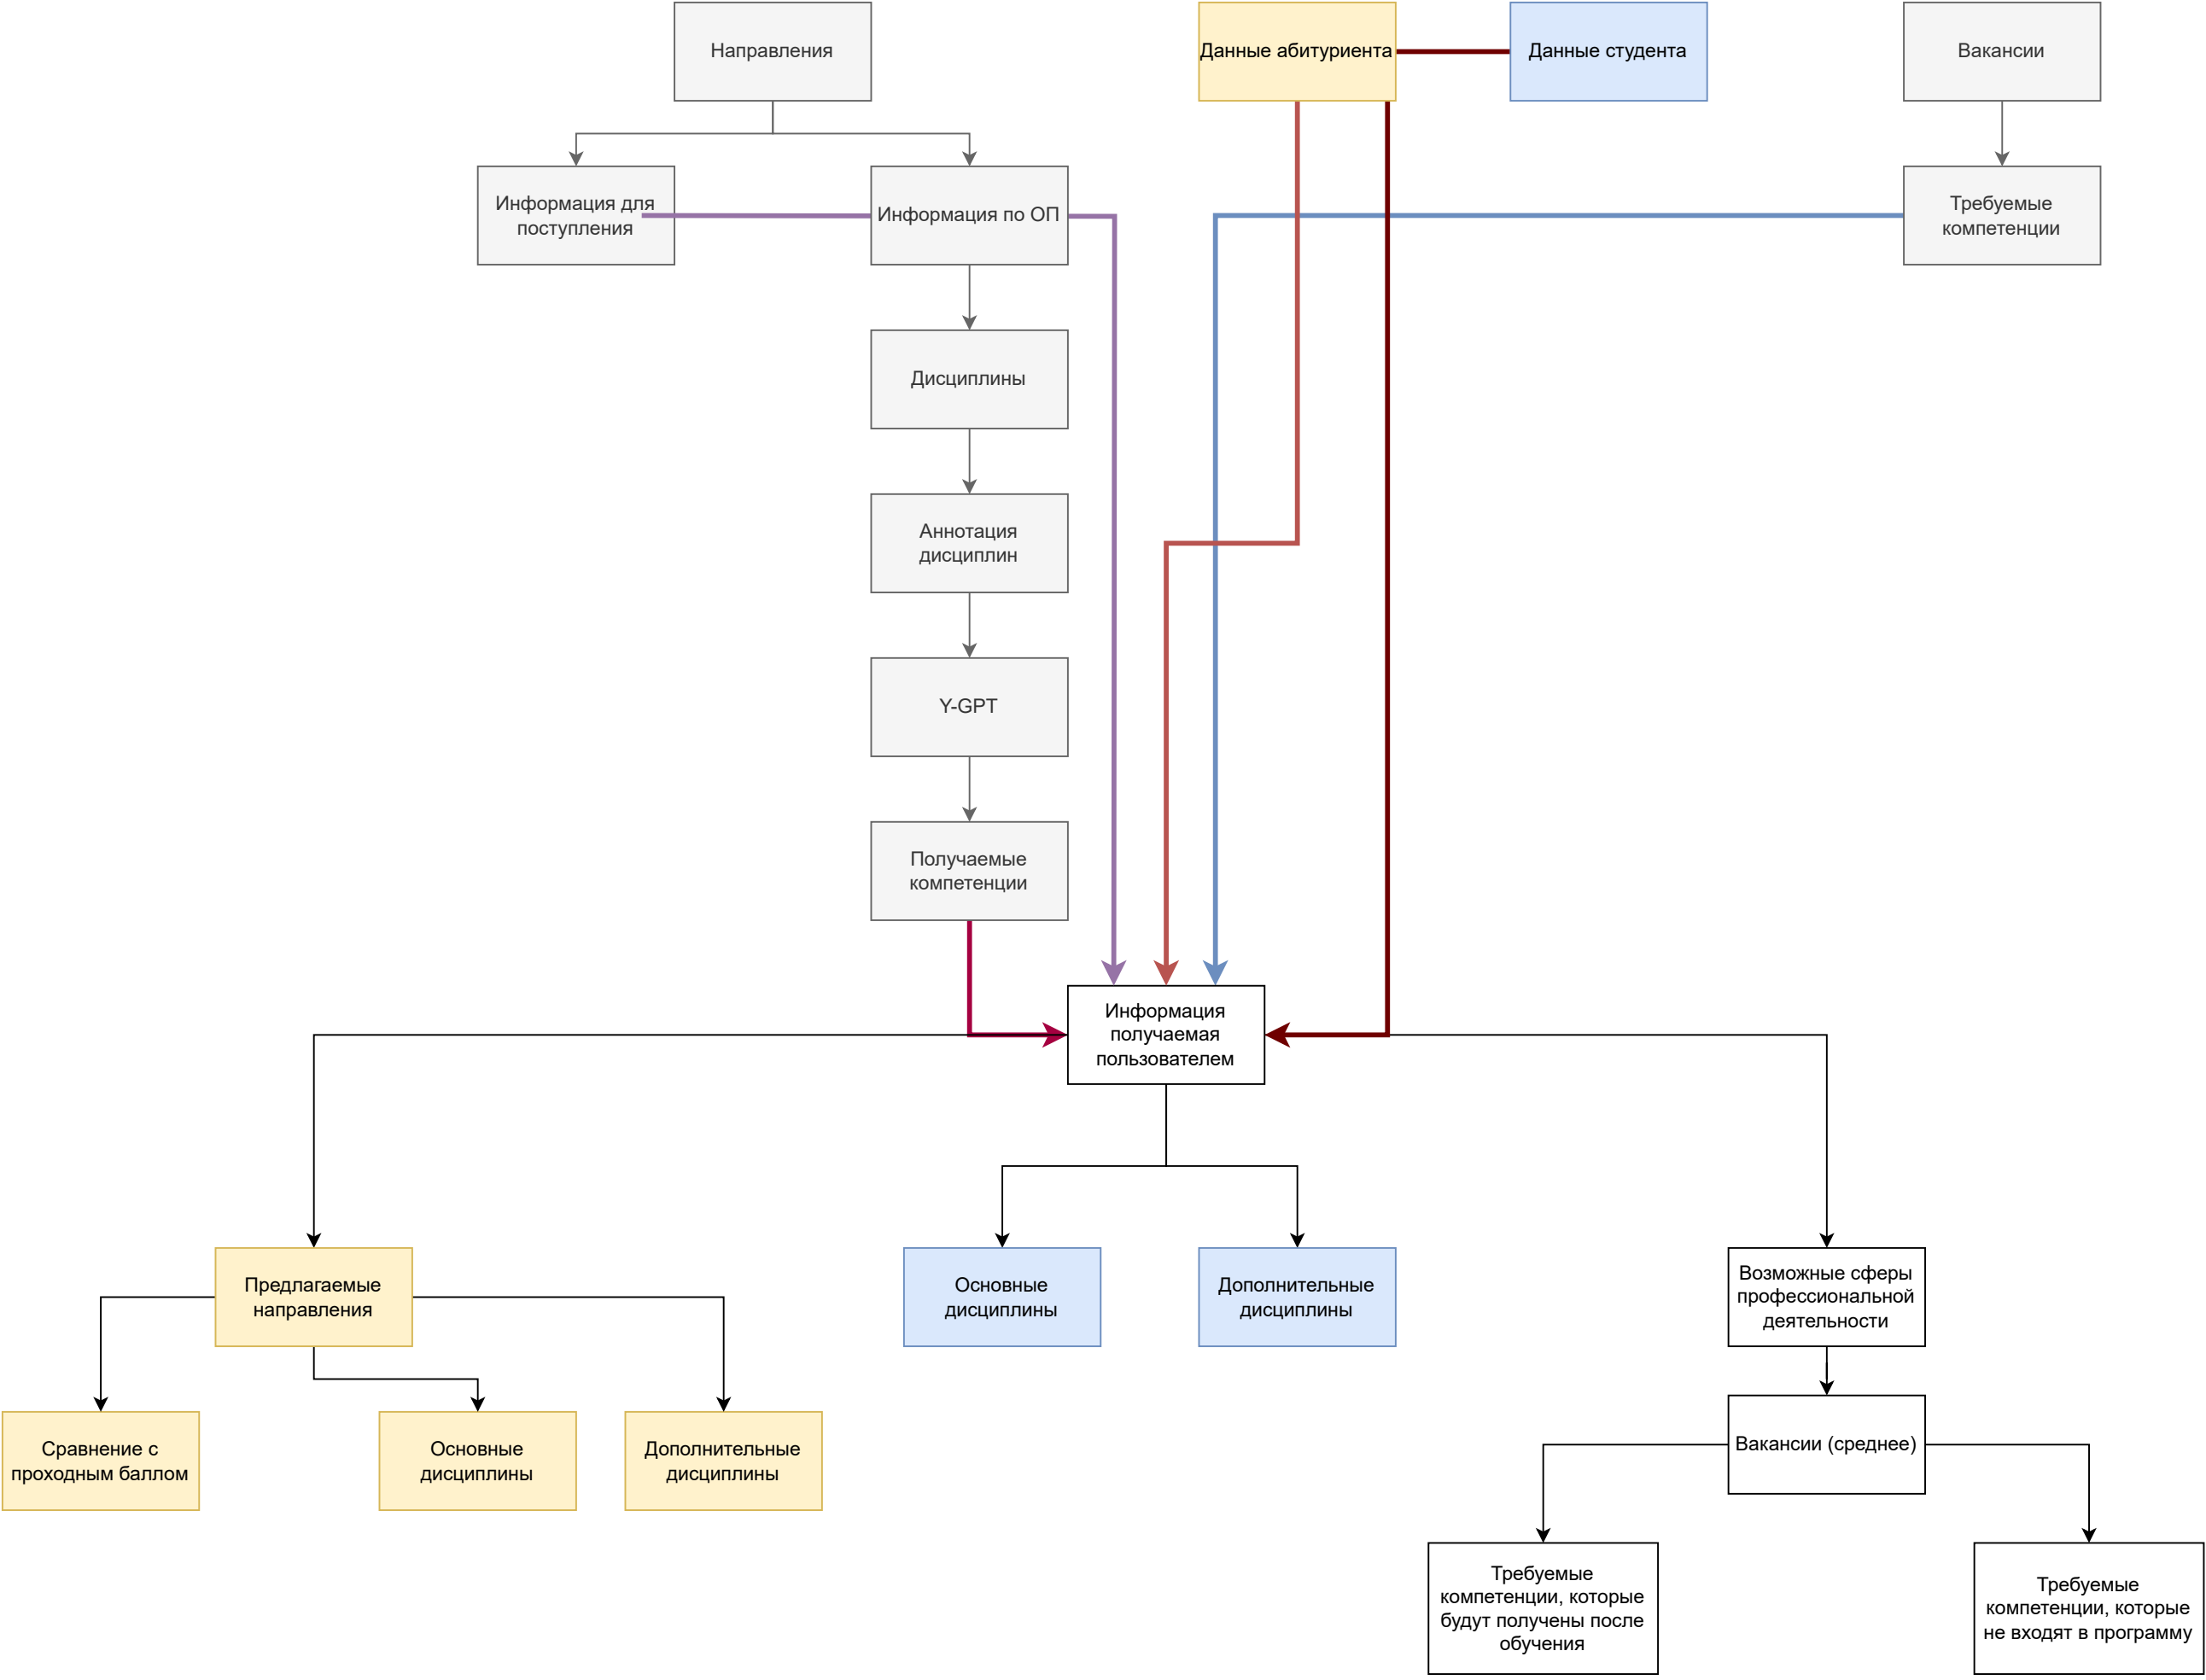 Направления
Данные абитуриента
Данные студента
Вакансии
Информация для
поступления
Информация по ОП
Требуемые
компетенции
Дисциплины
Аннотация
дисциплин
Y-GPT
Получаемые
компетенции
Информация
получаемая
пользователем
Предлагаемые
направления
Основные
дисциплины
Дополнительные
дисциплины
Возможные сферы
профессиональной
деятельности
Сравнение с
проходным баллом
Основные
дисциплины
Дополнительные
дисциплины
Вакансии (среднее)
Требуемые
компетенции, которые
будут получены после
обучения
Требуемые
компетенции, которые
не входят в программу